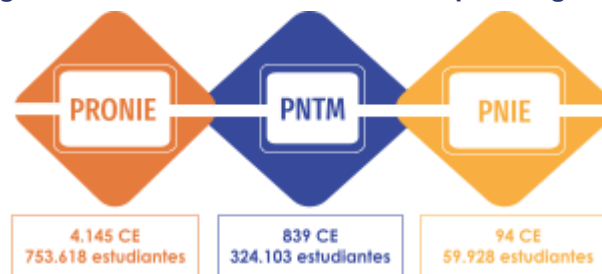 PRONIE
PNTM
PNIE
4.145 CE
753.618 estudiantes
839 CE
324.103 estudiantes
94 CE
59.928 estudiantes